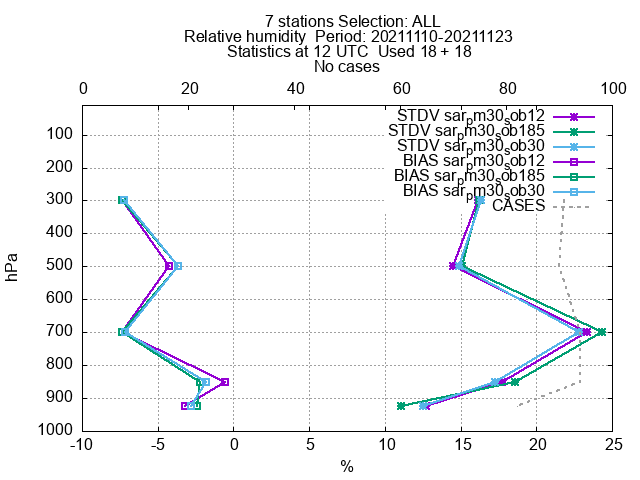 7 stations Selection: ALL
Relative humidity  Period: 20211110-20211123
Statistics at 12 UTC  Used 18 + 18
No cases
0 20 40 60 80 100
STDV sar_pm30_sob12
STDV sar_pm30_sob185
STDV sar_pm30_sob30
BIAS sar_pm30_sob12
BIAS sar_pm30_sob185
BIAS sar_pm30_sob30
CASES
100
200
300
400
500
600
700
800
900
1000
hPa
-10 -5 0 5 10 15 20 25
%